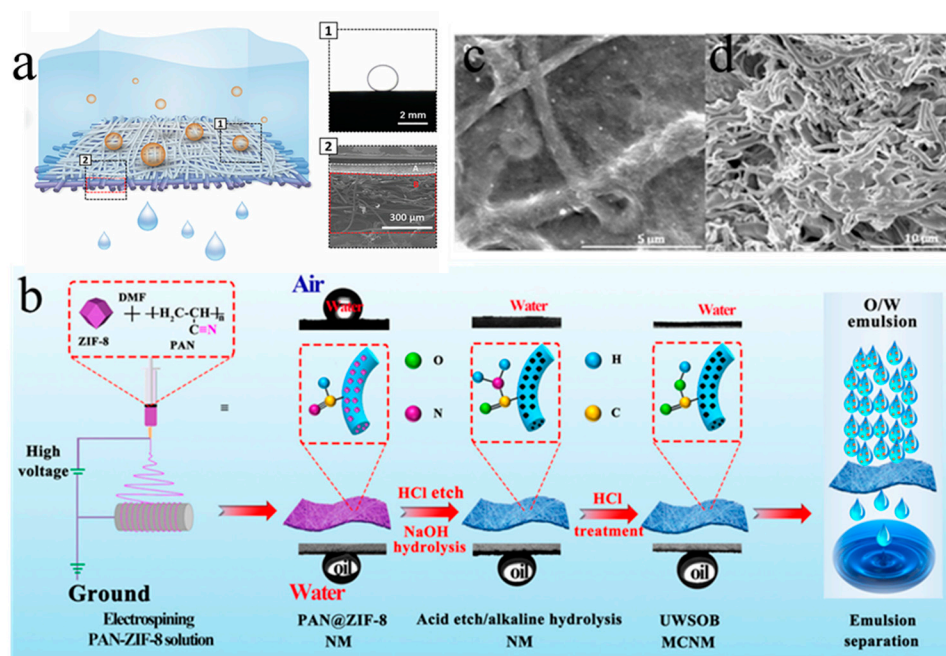 a
1
2
1
2 mm
2
A
B
300 µm
c
5 µm
d
10 µm
b
DMF
ZIF-8
H₂C-CH
n
C≡N
PAN
High
voltage
≡
Ground
Electrospining
PAN-ZIF-8 solution
Air
Water
O
N
HCl etch
NaOH
hydrolysis
oil
Water
PAN@ZIF-8
NM
Water
H
C
HCl
treatment
oil
Acid etch/alkaline hydrolysis
NM
Water
oil
UWSOB
MCNM
O/W
emulsion
Emulsion
separation